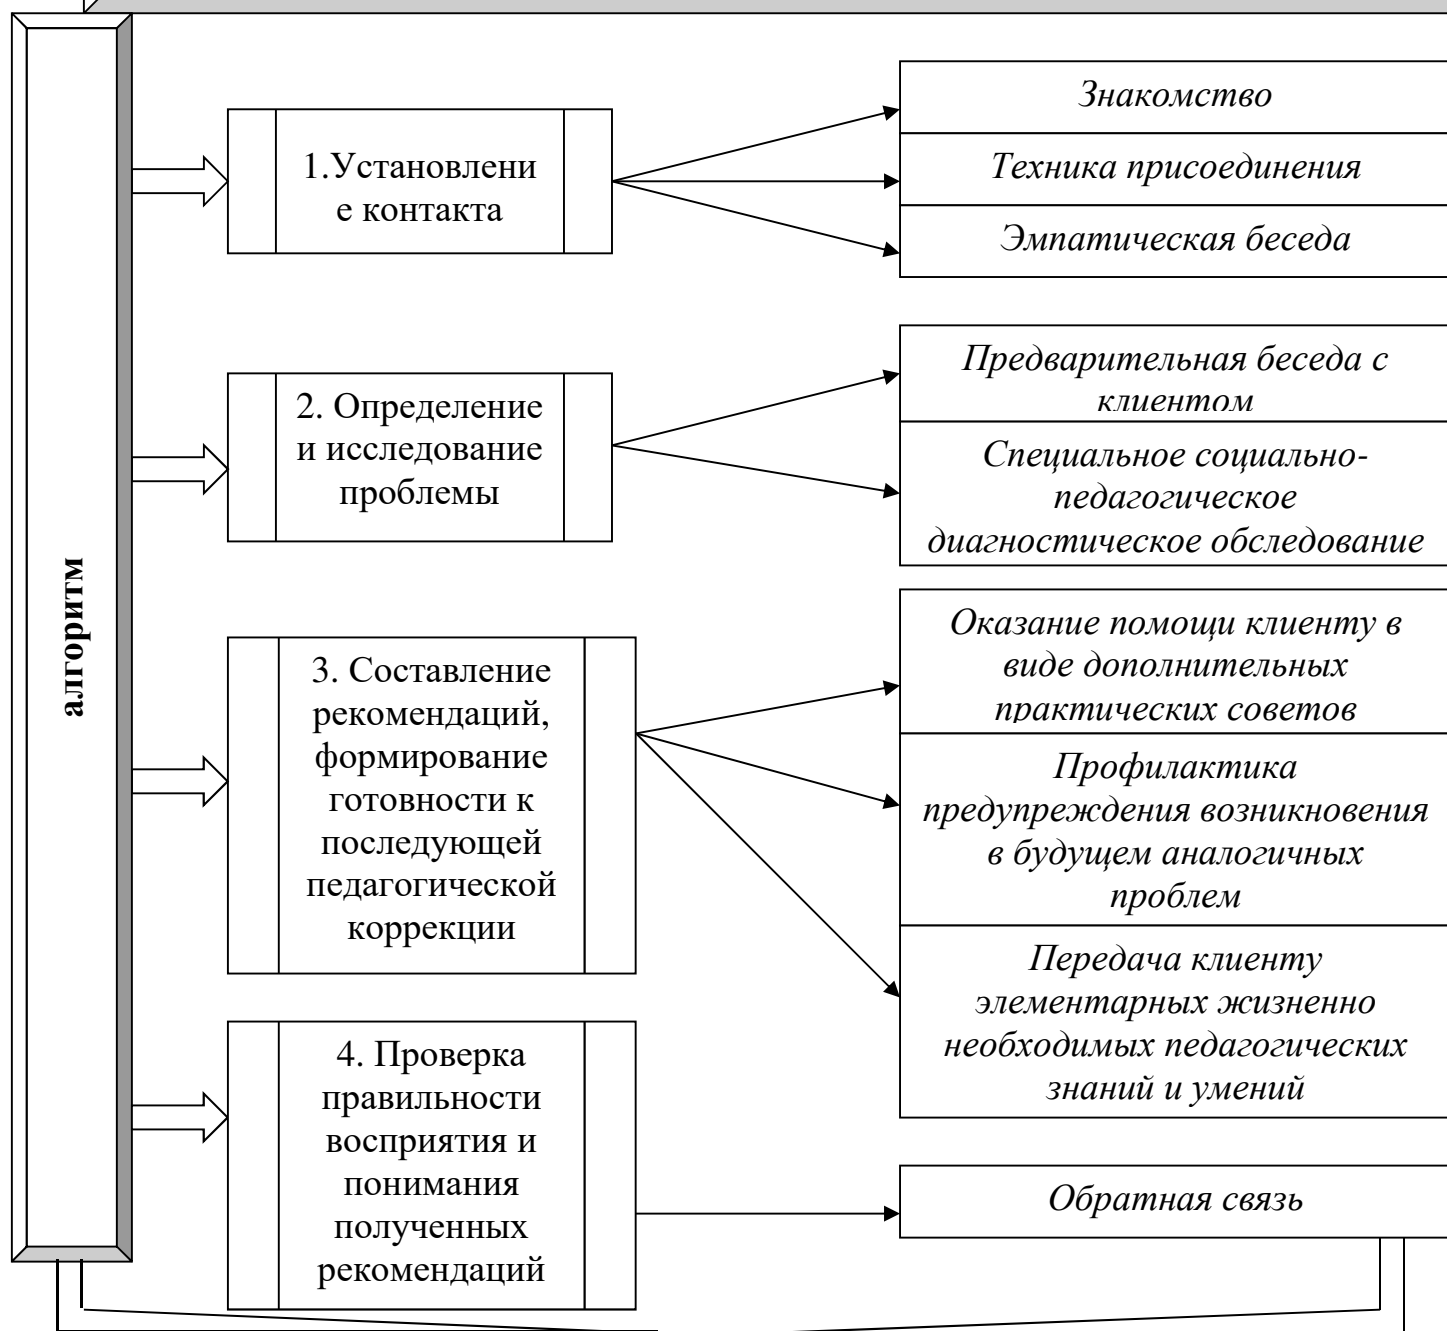 алгоритм
1.Установлени
е контакта
Знакомство
Техника присоединения
Эмпатическая беседа
2. Определение
и исследование
проблемы
Предварительная беседа с
клиентом
Специальное социально-
педагогическое
диагностическое обследование
3. Составление
рекомендаций,
формирование
готовности к
последующей
педагогической
коррекции
Оказание помощи клиенту в
виде дополнительных
практических советов
Профилактика
предупреждения возникновения
в будущем аналогичных
проблем
Передача клиенту
элементарных жизненно
необходимых педагогических
знаний и умений
4. Проверка
правильности
восприятия и
понимания
полученных
рекомендаций
Обратная связь